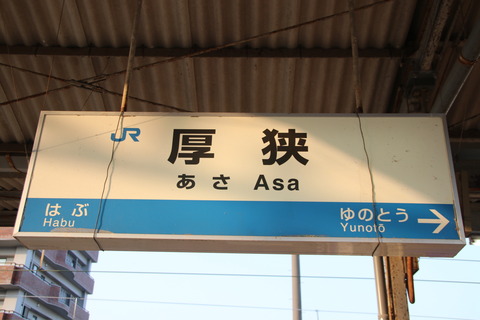 JR
厚狭
あさ Asa
はぶ ゆのとう →
Habu Yunotō